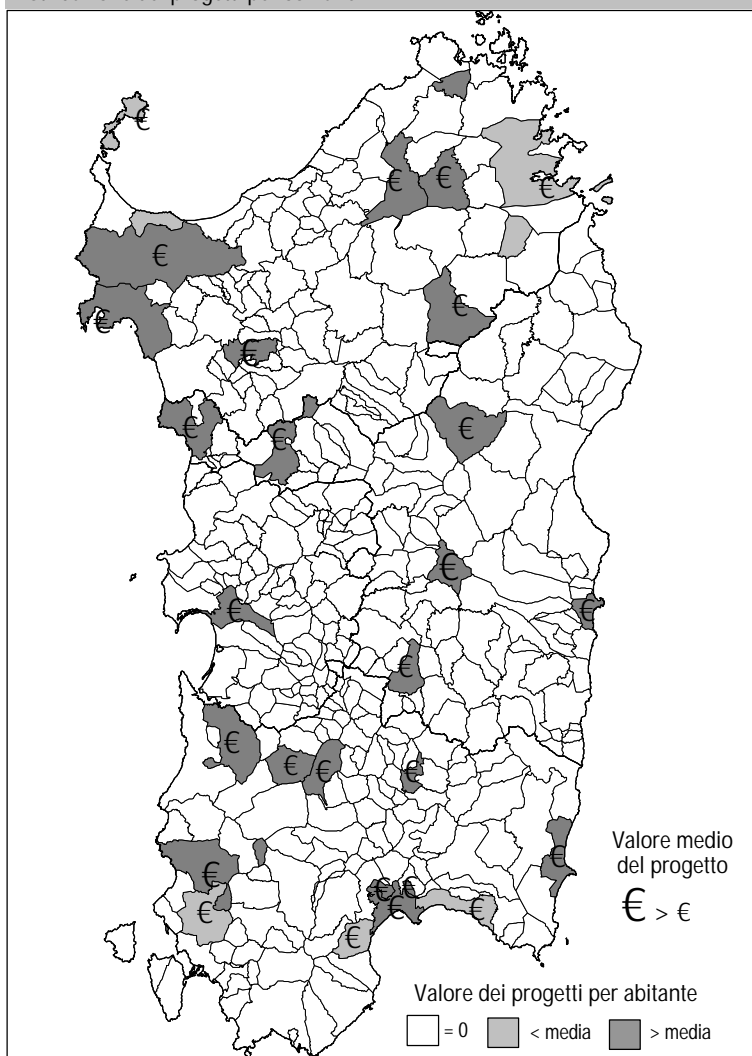 Valore medio
del progetto
€ > €
Valore dei progetti per abitante
= 0
< media
> media